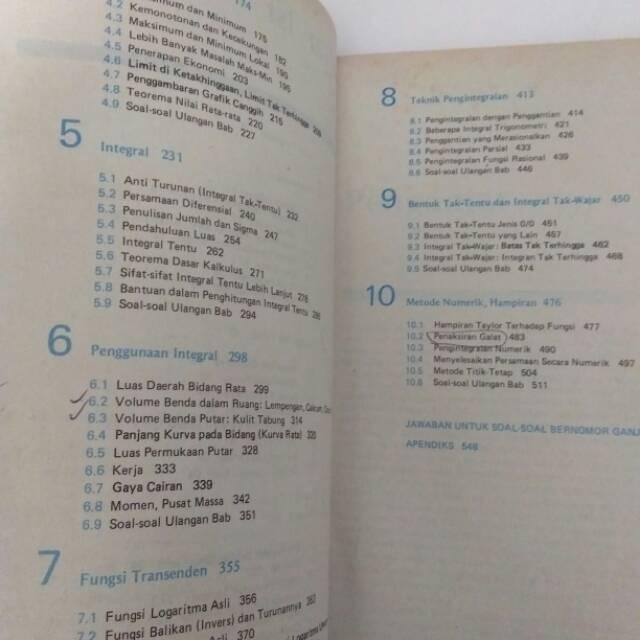 174
4.2 Kemonotonan dan Kecekungan 182
4.3 Maksimum dan Minimum Lokal 190
4.4 Lebih Banyak Masalah Maks-Min 195
4.5 Penerapan Ekonomi 203
4.6 Limit di Ketakhinggaan, Limit Tak Terhingga
4.7 Penggambaran Grafik Canggih 215
4.8 Teorema Nilai Rata-rata 220
4.9 Soal-soal Ulangan Bab 227
5 Integral 231
5.1 Anti Turunan (Integral Tak-Tentu) 232
5.2 Persamaan Diferensial 240
5.3 Penulisan Jumlah dan Sigma 247
5.4 Pendahuluan Luas 254
5.5 Integral Tentu 262
5.6 Teorema Dasar Kalkulus 271
5.7 Sifat-sifat Integral Tentu Lebih Lanjut 278
5.8 Bantuan dalam Penghitungan Integral Tentu 286
5.9 Soal-soal Ulangan Bab 294
6 Penggunaan Integral 298
6.1 Luas Daerah Bidang Rata 299
6.2 Volume Benda dalam Ruang: Lempengan, Cakram,
6.3 Volume Benda Putar: Kulit Tabung 314
6.4 Panjang Kurva pada Bidang (Kurva Rata) 320
6.5 Luas Permukaan Putar 328
6.6 Kerja 333
6.7 Gaya Cairan 339
6.8 Momen, Pusat Massa 342
6.9 Soal-soal Ulangan Bab 351
7 Fungsi Transenden 355
7.1 Fungsi Logaritma Asli 356
7.2 Fungsi Balikan (Invers) dan Turunannya 363
370
8 Teknik Pengintegralan 413
8.1 Pengintegralan dengan Penggantian 414
8.2 Beberapa Integral Trigonometri 421
8.3 Penggantian yang Merasionalkan 426
8.4 Pengintegralan Parsial 433
8.5 Pengintegralan Fungsi Rasional 439
8.6 Soal-soal Ulangan Bab 446
9 Bentuk Tak-Tentu dan Integral Tak-Wajar 450
9.1 Bentuk Tak-Tentu Jenis 0/0 451
9.2 Bentuk Tak-Tentu yang Lain 457
9.3 Integral Tak-Wajar: Batas Tak Terhingga 462
9.4 Integral Tak-Wajar: Integran Tak Terhingga 468
9.5 Soal-soal Ulangan Bab 474
10 Metode Numerik, Hampiran 476
10.1 Hampiran Taylor Terhadap Fungsi 477
10.2 Penaksiran Galat 483
10.3 Pengintegralan Numerik 490
10.4 Menyelesaikan Persamaan Secara Numerik 497
10.5 Metode Titik-Tetap 504
10.6 Soal-soal Ulangan Bab 511
JAWABAN UNTUK SOAL-SOAL BERNOMOR GANJ
APENDIKS 546